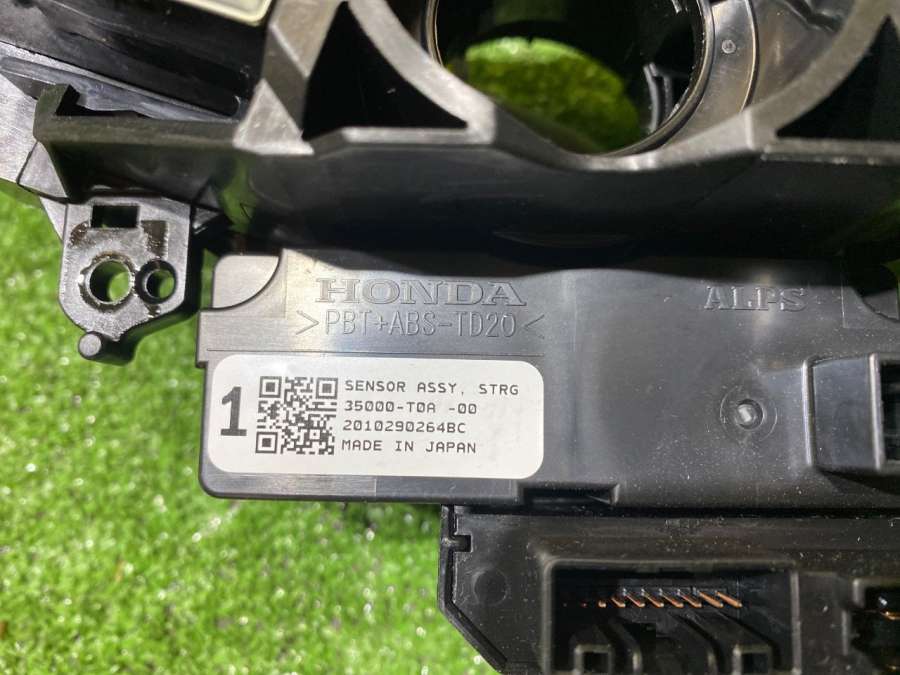 HONDA
ALPS
>PBT+ABS-TD20<
1
SENSOR ASSY, STRG
35000-T0A -00
2010290264BC
MADE IN JAPAN